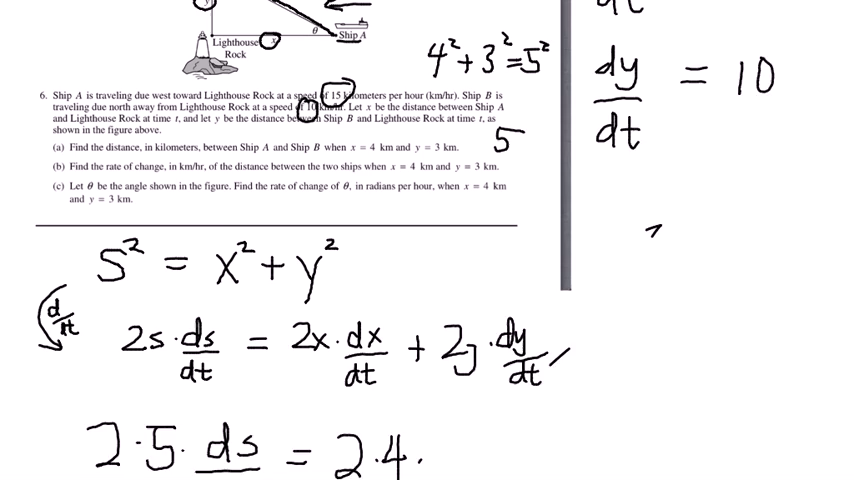 dt
y
θ
Ship A
Lighthouse x
Rock
4² + 3² = 5²
dy/dt = 10
6. Ship A is traveling due west toward Lighthouse Rock at a speed of 15 kilometers per hour (km/hr). Ship B is
traveling due north away from Lighthouse Rock at a speed of 10 km/hr. Let x be the distance between Ship A
and Lighthouse Rock at time t, and let y be the distance between Ship B and Lighthouse Rock at time t, as
shown in the figure above.
(a) Find the distance, in kilometers, between Ship A and Ship B when x = 4 km and y = 3 km.
5
(b) Find the rate of change, in km/hr, of the distance between the two ships when x = 4 km and y = 3 km.
(c) Let θ be the angle shown in the figure. Find the rate of change of θ, in radians per hour, when x = 4 km
and y = 3 km.
S² = x² + y²
d/dt
2s · ds/dt = 2x · dx/dt + 2y · dy/dt
2 · 5 · ds = 2 · 4 ·